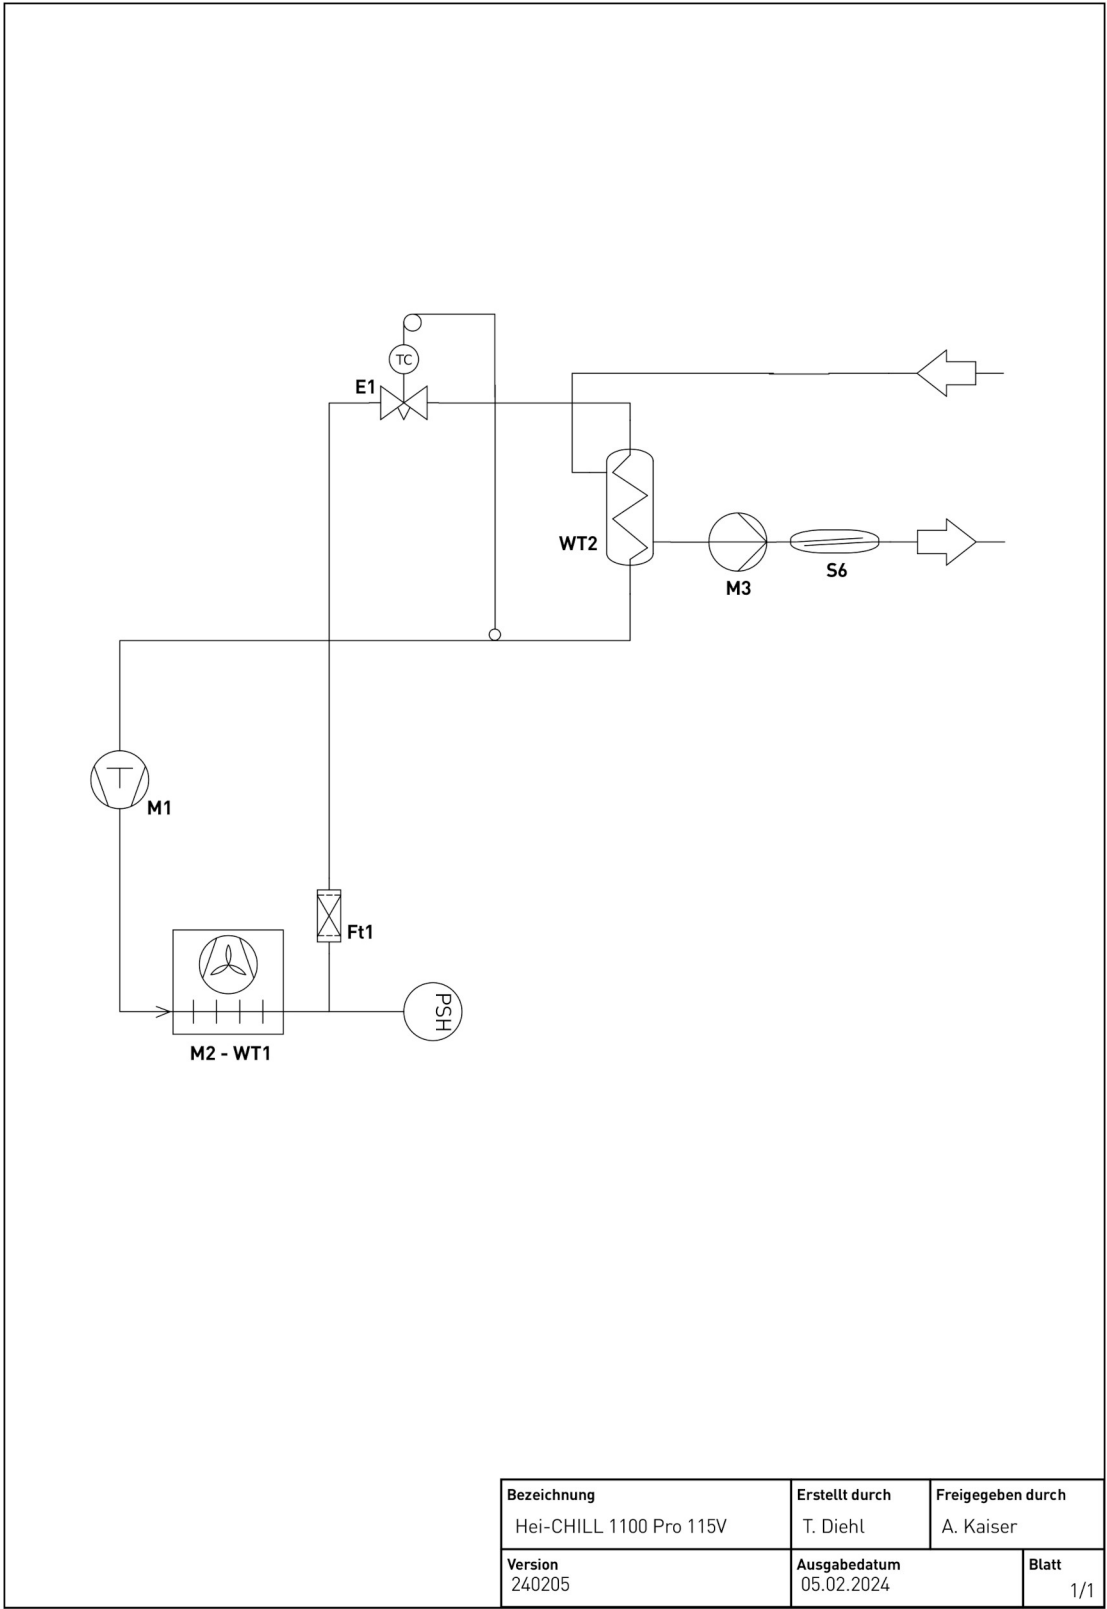 TC
E1
WT2
M3
S6
M1
Ft1
PSH
M2 - WT1
Bezeichnung
Hei-CHILL 1100 Pro 115V
Erstellt durch
T. Diehl
Freigegeben durch
A. Kaiser
Version
240205
Ausgabedatum
05.02.2024
Blatt
1/1